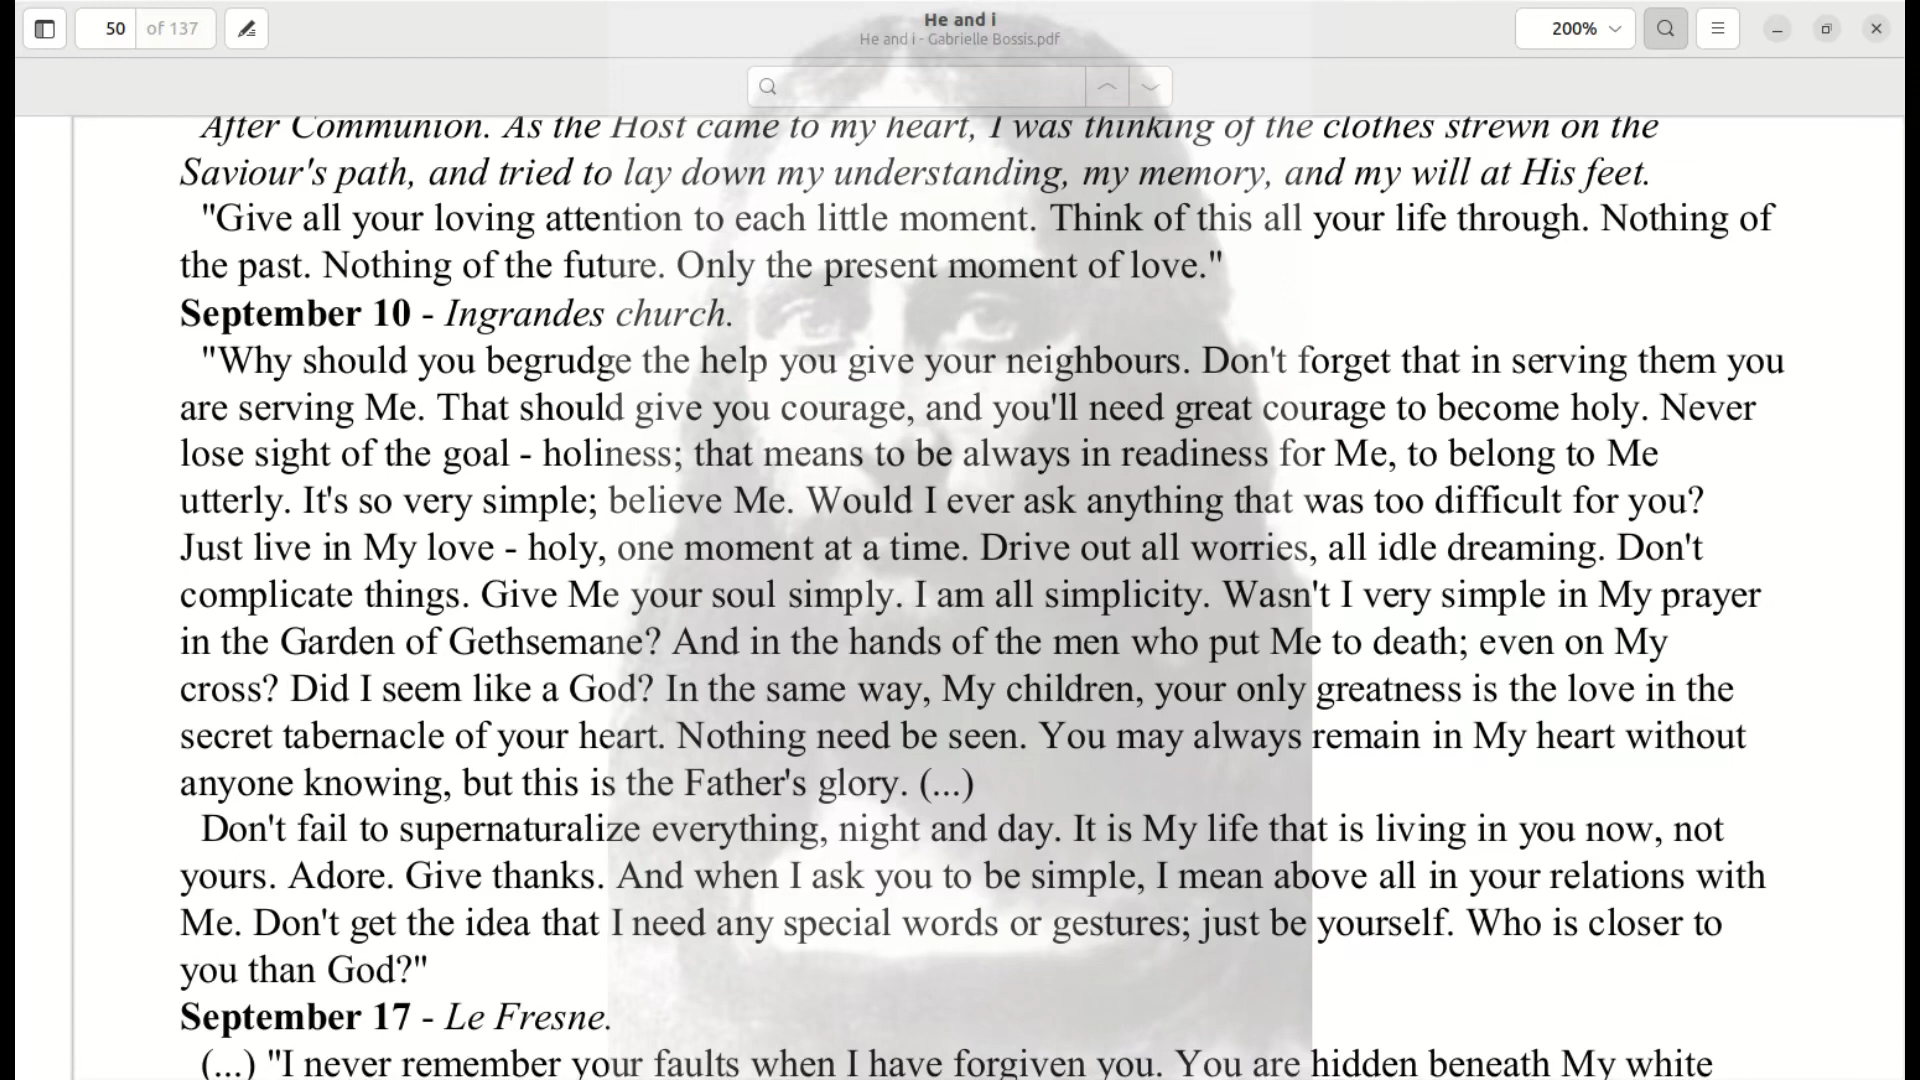 50 of 137
He and i
He and i - Gabrielle Bossis.pdf
200%
After Communion. As the Host came to my heart, I was thinking of the clothes strewn on the
Saviour's path, and tried to lay down my understanding, my memory, and my will at His feet.
"Give all your loving attention to each little moment. Think of this all your life through. Nothing of
the past. Nothing of the future. Only the present moment of love."
September 10 - Ingrandes church.
"Why should you begrudge the help you give your neighbours. Don't forget that in serving them you
are serving Me. That should give you courage, and you'll need great courage to become holy. Never
lose sight of the goal - holiness; that means to be always in readiness for Me, to belong to Me
utterly. It's so very simple; believe Me. Would I ever ask anything that was too difficult for you?
Just live in My love - holy, one moment at a time. Drive out all worries, all idle dreaming. Don't
complicate things. Give Me your soul simply. I am all simplicity. Wasn't I very simple in My prayer
in the Garden of Gethsemane? And in the hands of the men who put Me to death; even on My
cross? Did I seem like a God? In the same way, My children, your only greatness is the love in the
secret tabernacle of your heart. Nothing need be seen. You may always remain in My heart without
anyone knowing, but this is the Father's glory. (...)
Don't fail to supernaturalize everything, night and day. It is My life that is living in you now, not
yours. Adore. Give thanks. And when I ask you to be simple, I mean above all in your relations with
Me. Don't get the idea that I need any special words or gestures; just be yourself. Who is closer to
you than God?"
September 17 - Le Fresne.
(...) "I never remember your faults when I have forgiven you. You are hidden beneath My white